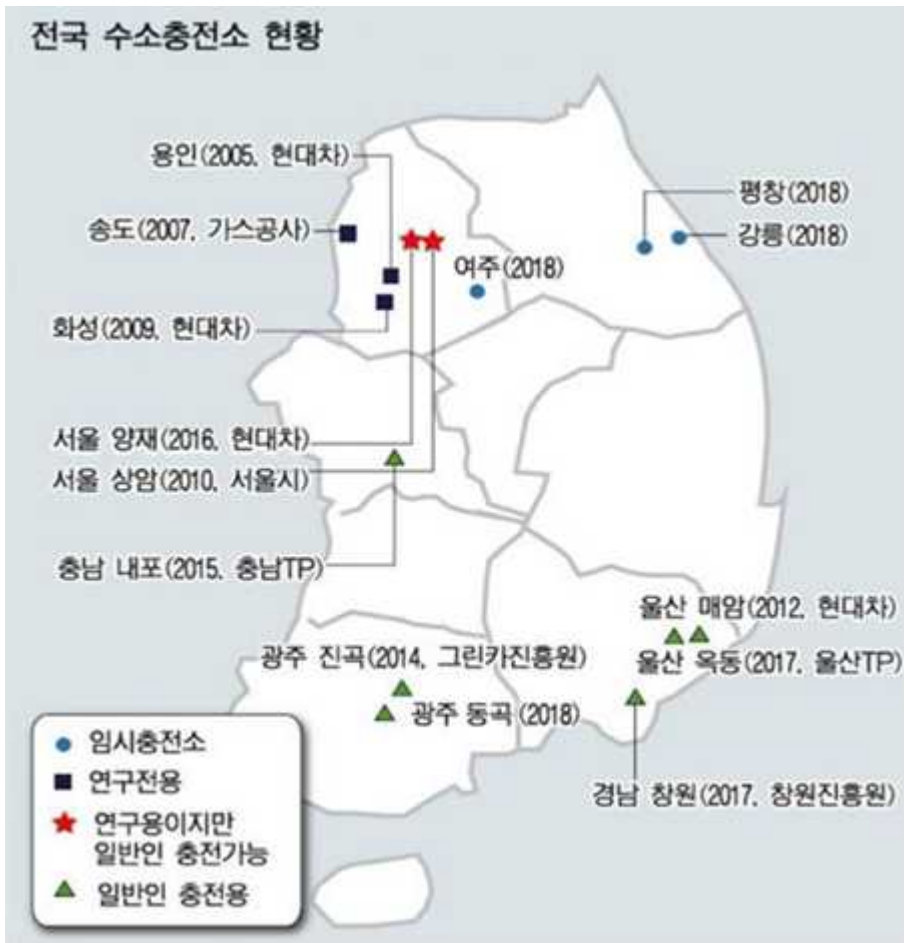 전국 수소충전소 현황
용인(2005, 현대차)
평창(2018)
송도(2007, 가스공사)
강릉(2018)
여주(2018)
화성(2009, 현대차)
서울 양재(2016, 현대차)
서울 상암(2010, 서울시)
충남 내포(2015, 충남TP)
울산 매암(2012, 현대차)
광주 진곡(2014, 그린카진흥원)
울산 옥동(2017, 울산TP)
광주 동곡(2018)
경남 창원(2017, 창원진흥원)
임시충전소
연구전용
연구용이지만
일반인 충전가능
일반인 충전용